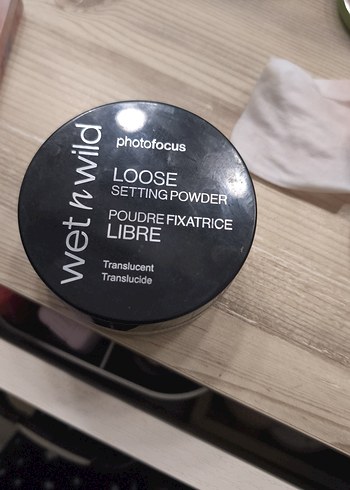 wet n wild
photofocus
LOOSE
SETTING POWDER
POUDRE FIXATRICE
LIBRE
Translucent
Translucide